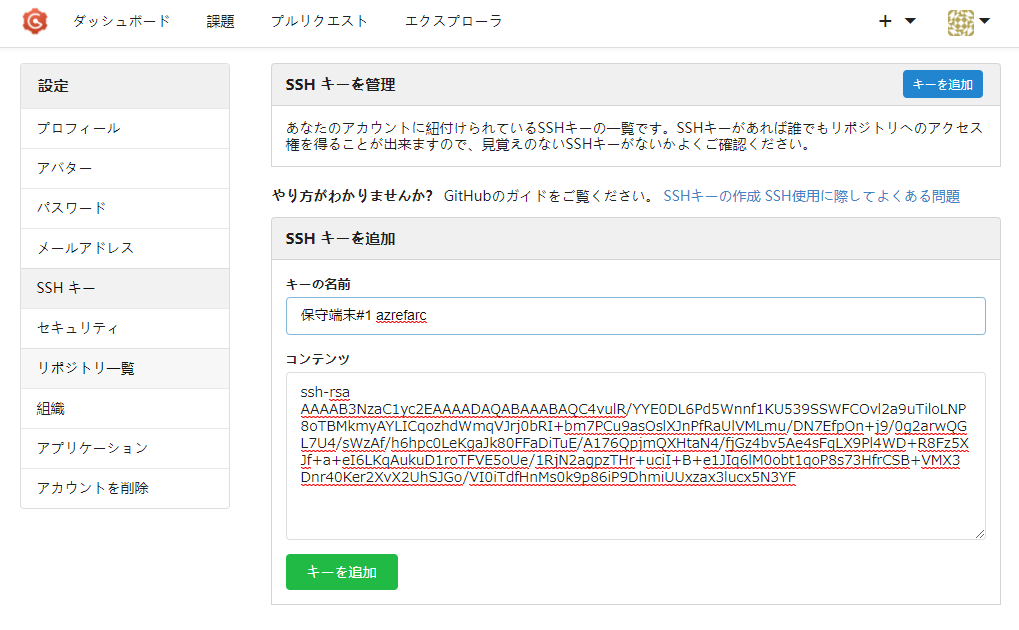 ダッシュボード 課題 プルリクエスト エクスプローラ
設定
プロフィール
アバター
パスワード
メールアドレス
SSH キー
セキュリティ
リポジトリ一覧
組織
アプリケーション
アカウントを削除
SSH キーを管理 キーを追加
あなたのアカウントに紐付けられているSSHキーの一覧です。SSHキーがあれば誰でもリポジトリへのアクセス
権を得ることが出来ますので、見覚えのないSSHキーがないかよくご確認ください。
やり方がわかりませんか? GitHubのガイドをご覧ください。 SSHキーの作成 SSH使用に際してよくある問題
SSH キーを追加
キーの名前
保守端末#1 azrefarc
コンテンツ
ssh-rsa
AAAAB3NzaC1yc2EAAAADAQABAAABAQC4vulR/YYE0DL6Pd5Wnnf1KU539SSWFCOvl2a9uTiloLNP
8oTBMkmyAYLICqozhdWmqVJrj0bRI+bm7PCu9asOslXJnPfRaUlVMLmu/DN7EfpOn+j9/0g2arwQG
L7U4/sWzAf/h6hpc0LeKgaJk80FFaDiTuE/A176QpjmQXHtaN4/fjGz4bv5Ae4sFqLX9Pl4WD+R8Fz5X
Jf+a+eI6LKqAukuD1roTFVE5oUe/1RjN2agpzTHr+uciI+B+e1JIq6lM0obt1qoP8s73HfrCSB+VMX3
Dnr40Ker2XvX2UhSJGo/VI0iTdfHnMs0k9p86iP9DhmiUUxzax3lucx5N3YF
キーを追加